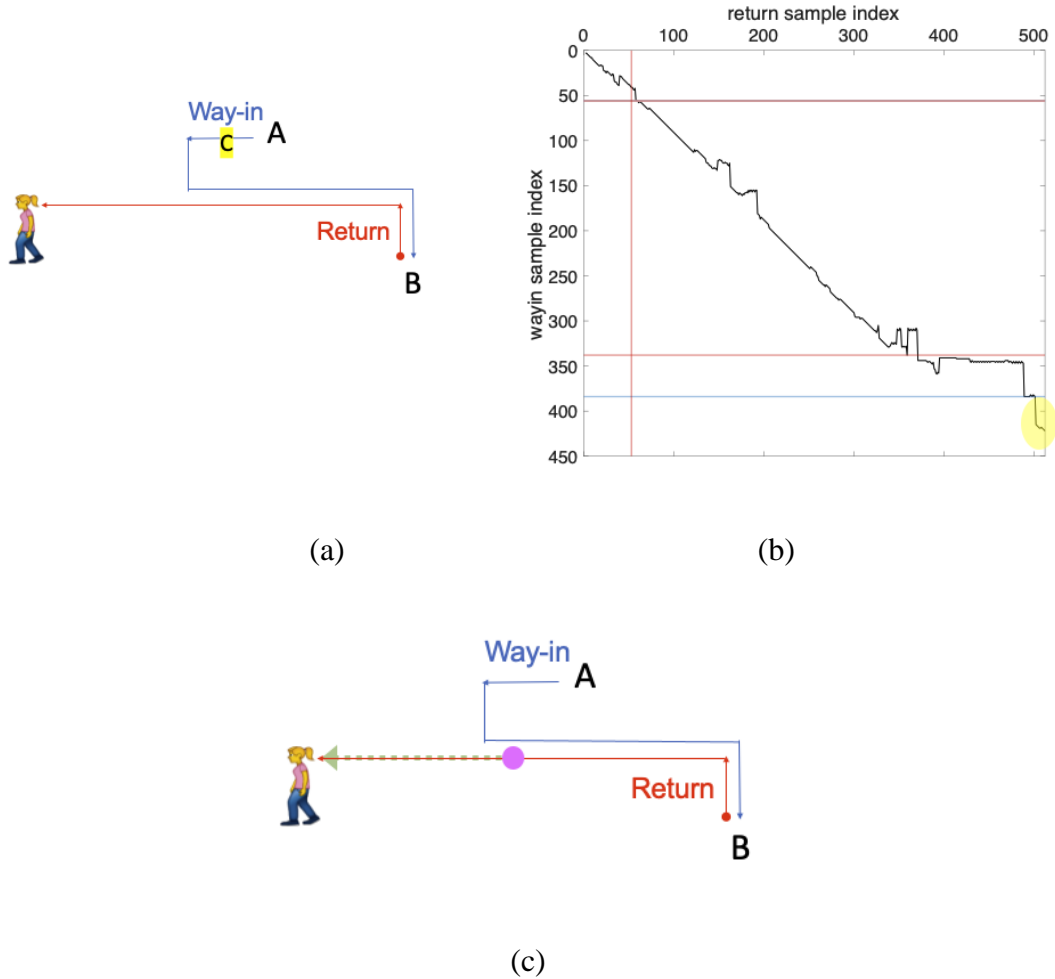 Way-in
C
A
Return
B
return sample index
0 100 200 300 400 500
wayin sample index
0
50
100
150
200
250
300
350
400
450
(a)
(b)
Way-in
A
Return
B
(c)